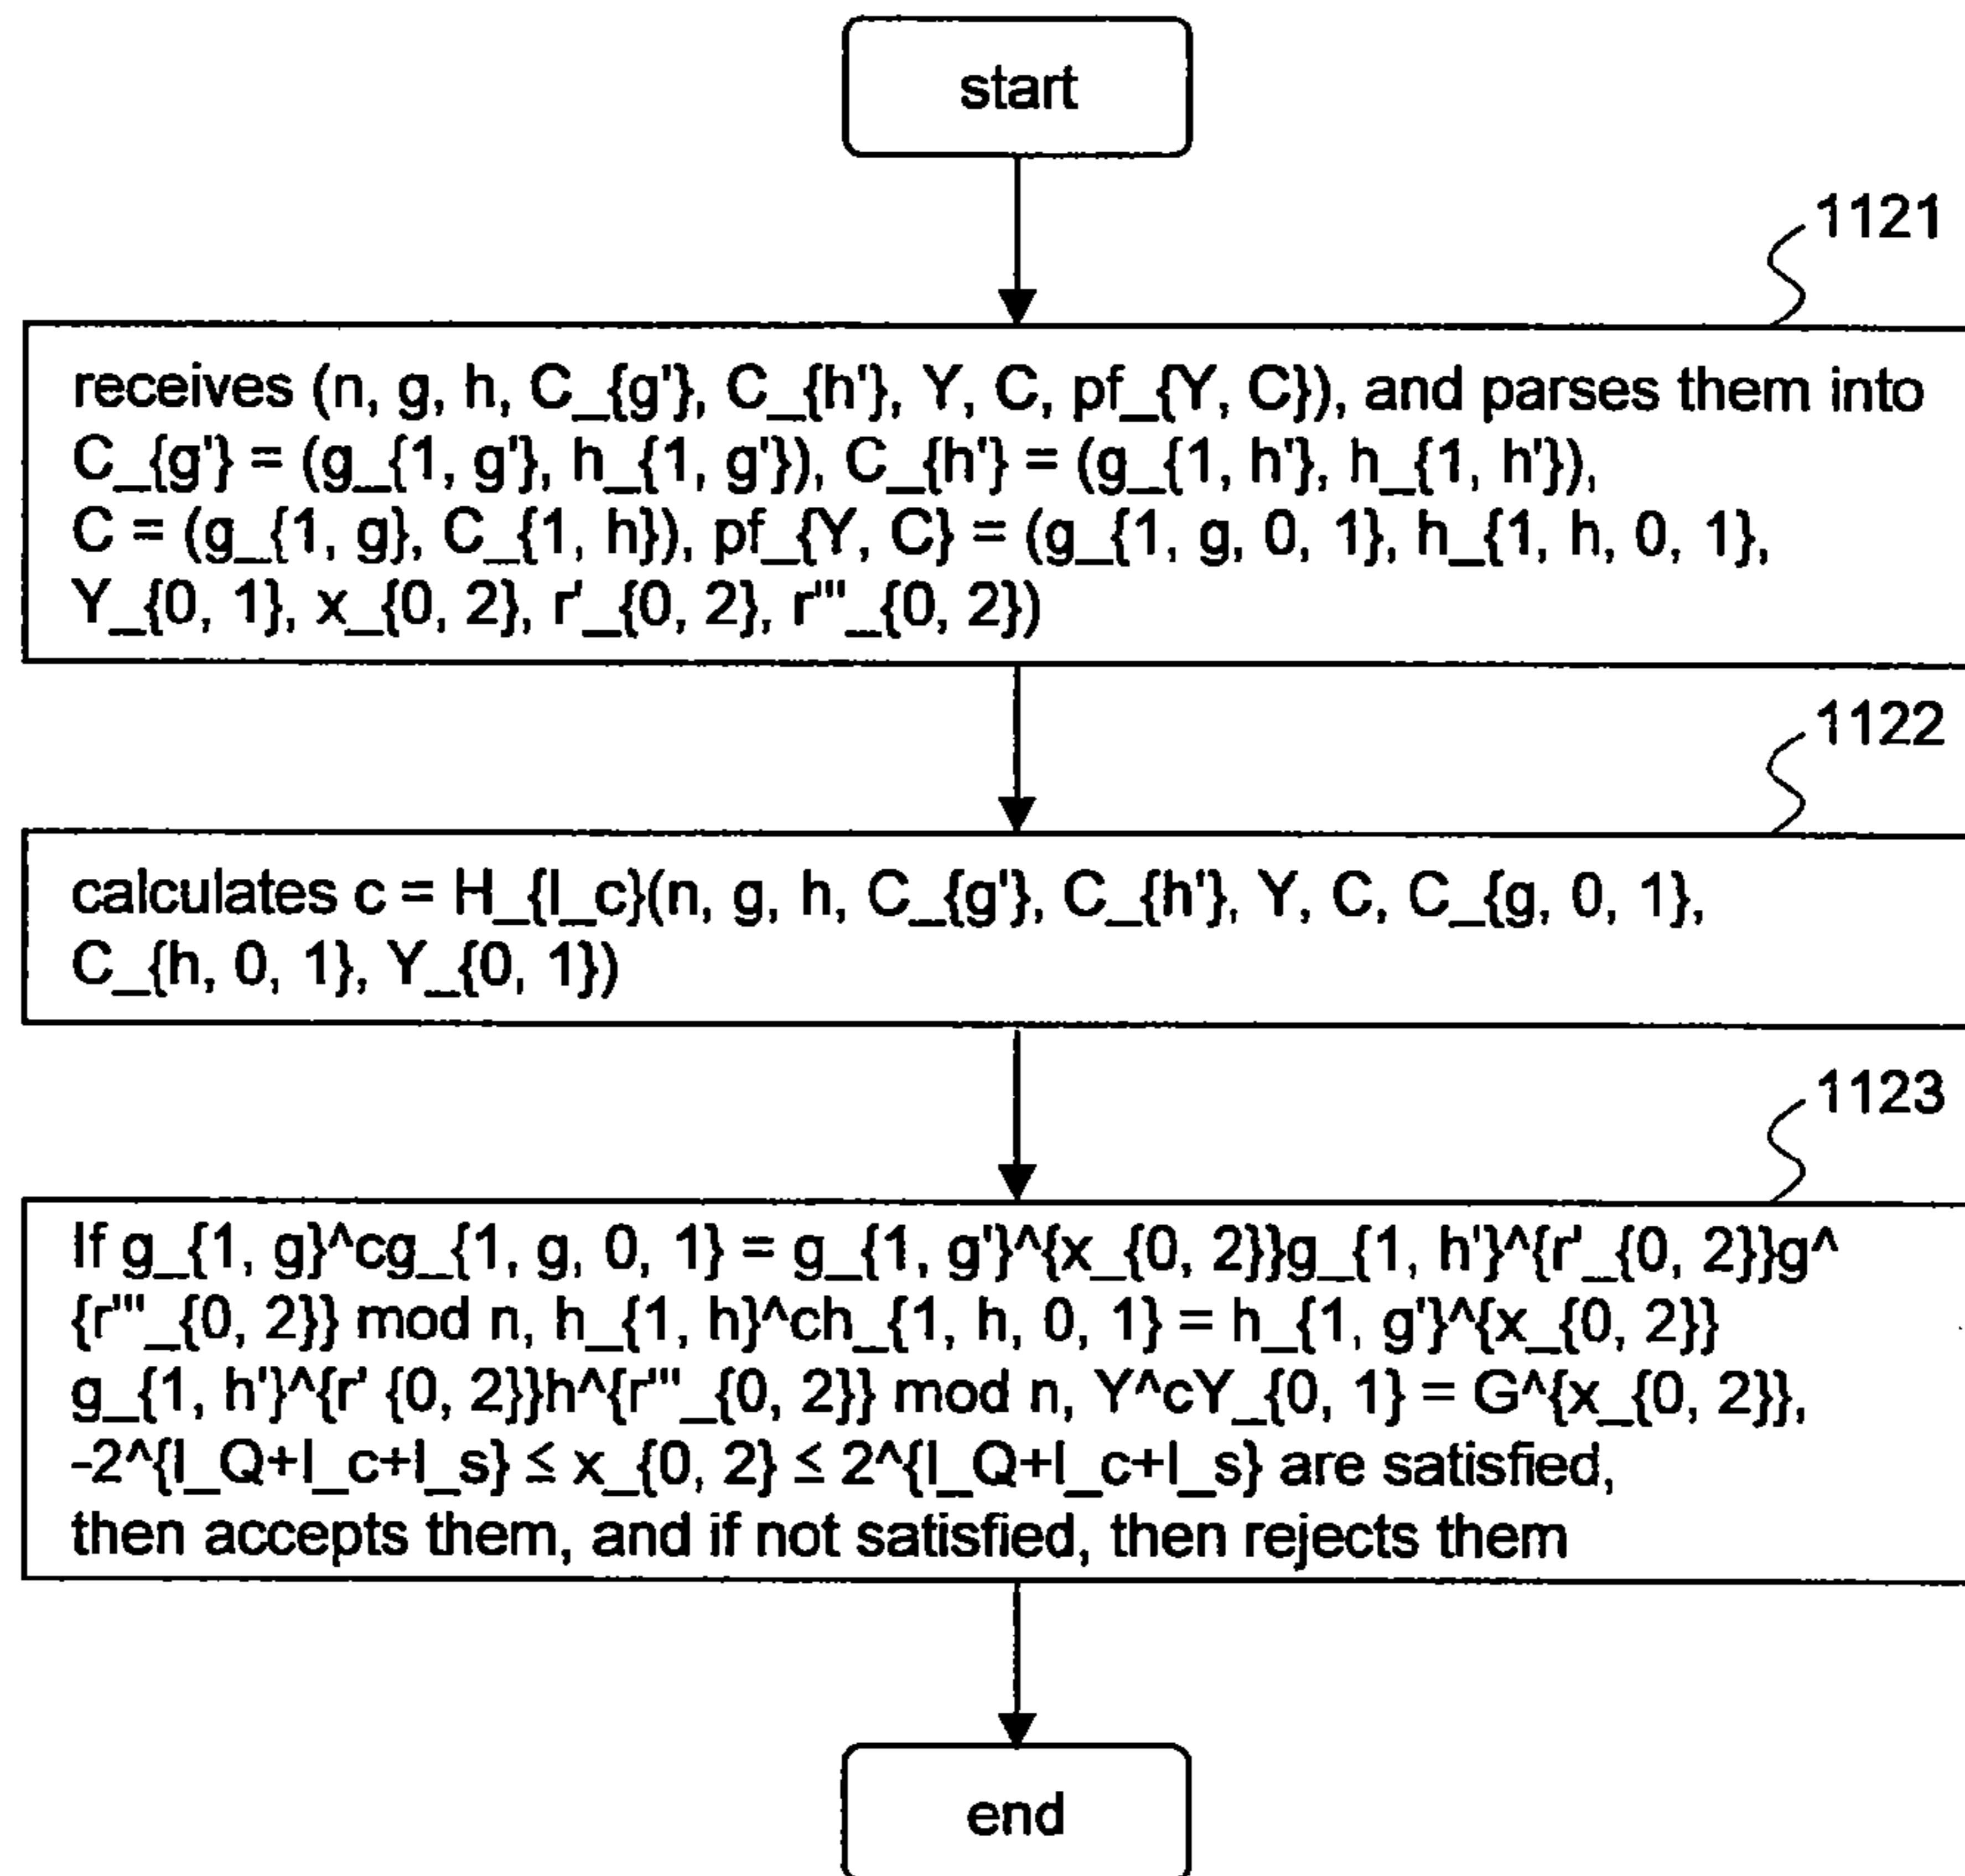 start
1121
receives (n, g, h, C_{g'}, C_{h'}, Y, C, pf_{Y, C}), and parses them into
C_{g'} = (g_{1, g'}, h_{1, g'}), C_{h'} = (g_{1, h'}, h_{1, h'}),
C = (g_{1, g}, C_{1, h}), pf_{Y, C} = (g_{1, g, 0, 1}, h_{1, h, 0, 1},
Y_{0, 1}, x_{0, 2}, r'_{0, 2}, r'''_{0, 2})
1122
calculates c = H_{l_c}(n, g, h, C_{g'}, C_{h'}, Y, C, C_{g, 0, 1},
C_{h, 0, 1}, Y_{0, 1})
1123
If g_{1, g}^cg_{1, g, 0, 1} = g_{1, g'}^{x_{0, 2}}g_{1, h'}^{r'_{0, 2}}g^
{r'''_{0, 2}} mod n, h_{1, h}^ch_{1, h, 0, 1} = h_{1, g'}^{x_{0, 2}}
g_{1, h'}^{r' {0, 2}}h^{r'''_{0, 2}} mod n, Y^cY_{0, 1} = G^{x_{0, 2}},
-2^{l_Q+l_c+l_s} ≤ x_{0, 2} ≤ 2^{l_Q+l_c+l_s} are satisfied,
then accepts them, and if not satisfied, then rejects them
end